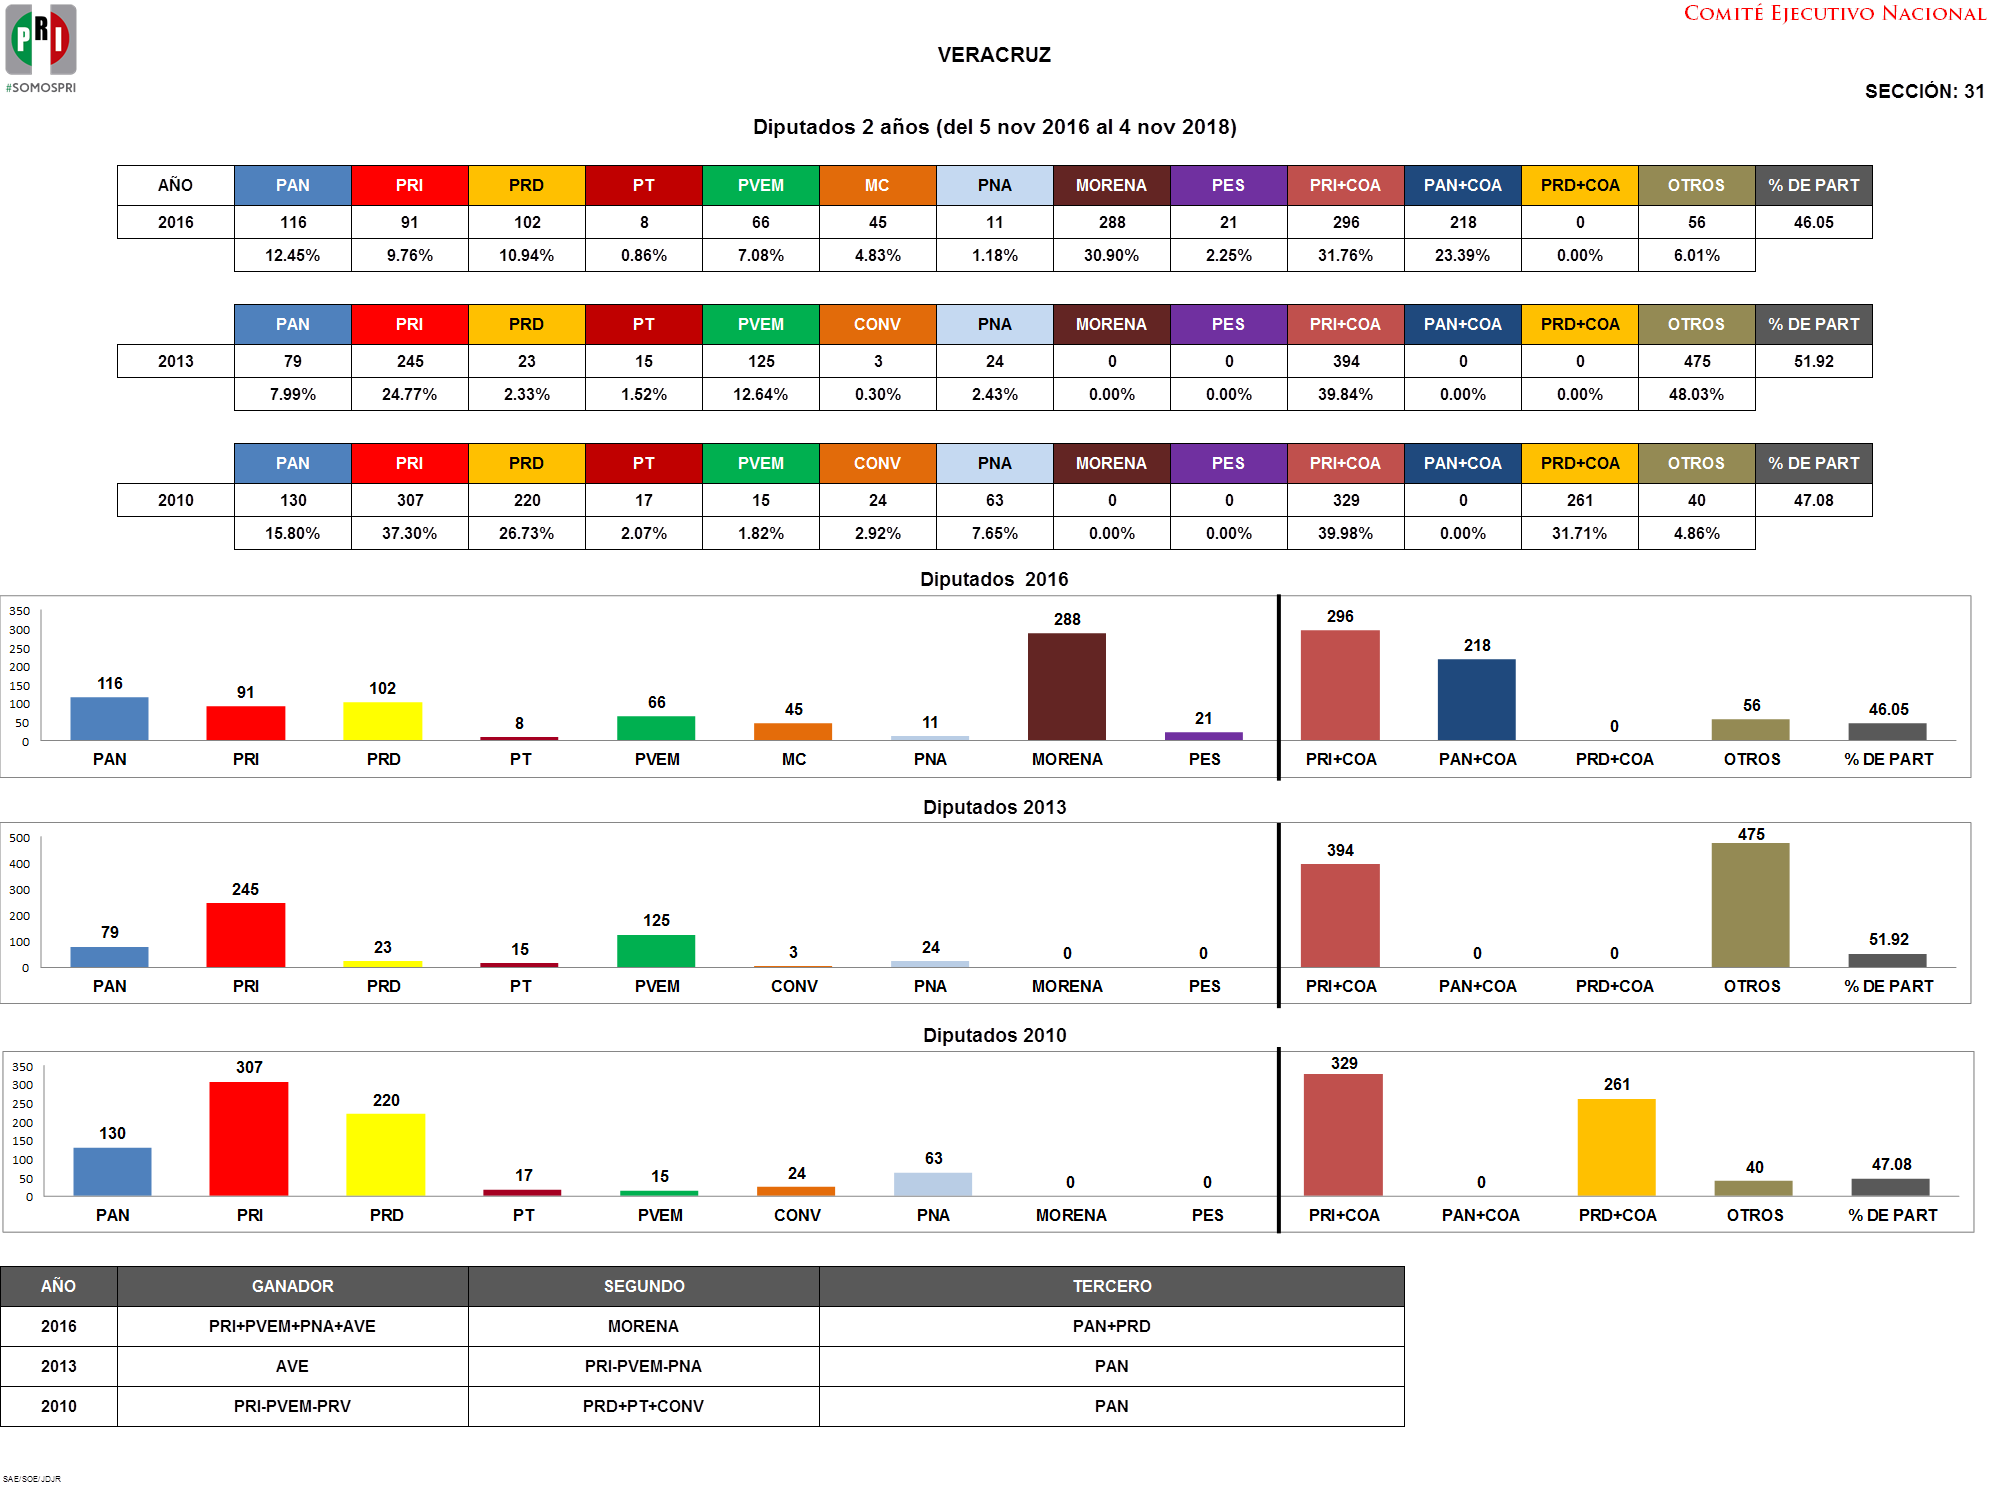 PRI
#SOMOSPRI
COMITÉ EJECUTIVO NACIONAL
VERACRUZ
SECCIÓN: 31
Diputados 2 años (del 5 nov 2016 al 4 nov 2018)
AÑO PAN PRI PRD PT PVEM MC PNA MORENA PES PRI+COA PAN+COA PRD+COA OTROS % DE PART
2016 116 91 102 8 66 45 11 288 21 296 218 0 56 46.05
12.45% 9.76% 10.94% 0.86% 7.08% 4.83% 1.18% 30.90% 2.25% 31.76% 23.39% 0.00% 6.01%
PAN PRI PRD PT PVEM CONV PNA MORENA PES PRI+COA PAN+COA PRD+COA OTROS % DE PART
2013 79 245 23 15 125 3 24 0 0 394 0 0 475 51.92
7.99% 24.77% 2.33% 1.52% 12.64% 0.30% 2.43% 0.00% 0.00% 39.84% 0.00% 0.00% 48.03%
PAN PRI PRD PT PVEM CONV PNA MORENA PES PRI+COA PAN+COA PRD+COA OTROS % DE PART
2010 130 307 220 17 15 24 63 0 0 329 0 261 40 47.08
15.80% 37.30% 26.73% 2.07% 1.82% 2.92% 7.65% 0.00% 0.00% 39.98% 0.00% 31.71% 4.86%
Diputados 2016
350
300
250
200
150
100
50
0
116 91 102 8 66 45 11 288 21 296 218 0 56 46.05
PAN PRI PRD PT PVEM MC PNA MORENA PES PRI+COA PAN+COA PRD+COA OTROS % DE PART
Diputados 2013
500
400
300
200
100
0
79 245 23 15 125 3 24 0 0 394 0 0 475 51.92
PAN PRI PRD PT PVEM CONV PNA MORENA PES PRI+COA PAN+COA PRD+COA OTROS % DE PART
Diputados 2010
350
300
250
200
150
100
50
0
130 307 220 17 15 24 63 0 0 329 0 261 40 47.08
PAN PRI PRD PT PVEM CONV PNA MORENA PES PRI+COA PAN+COA PRD+COA OTROS % DE PART
AÑO GANADOR SEGUNDO TERCERO
2016 PRI+PVEM+PNA+AVE MORENA PAN+PRD
2013 AVE PRI-PVEM-PNA PAN
2010 PRI-PVEM-PRV PRD+PT+CONV PAN
SAE/SOE/JDJR